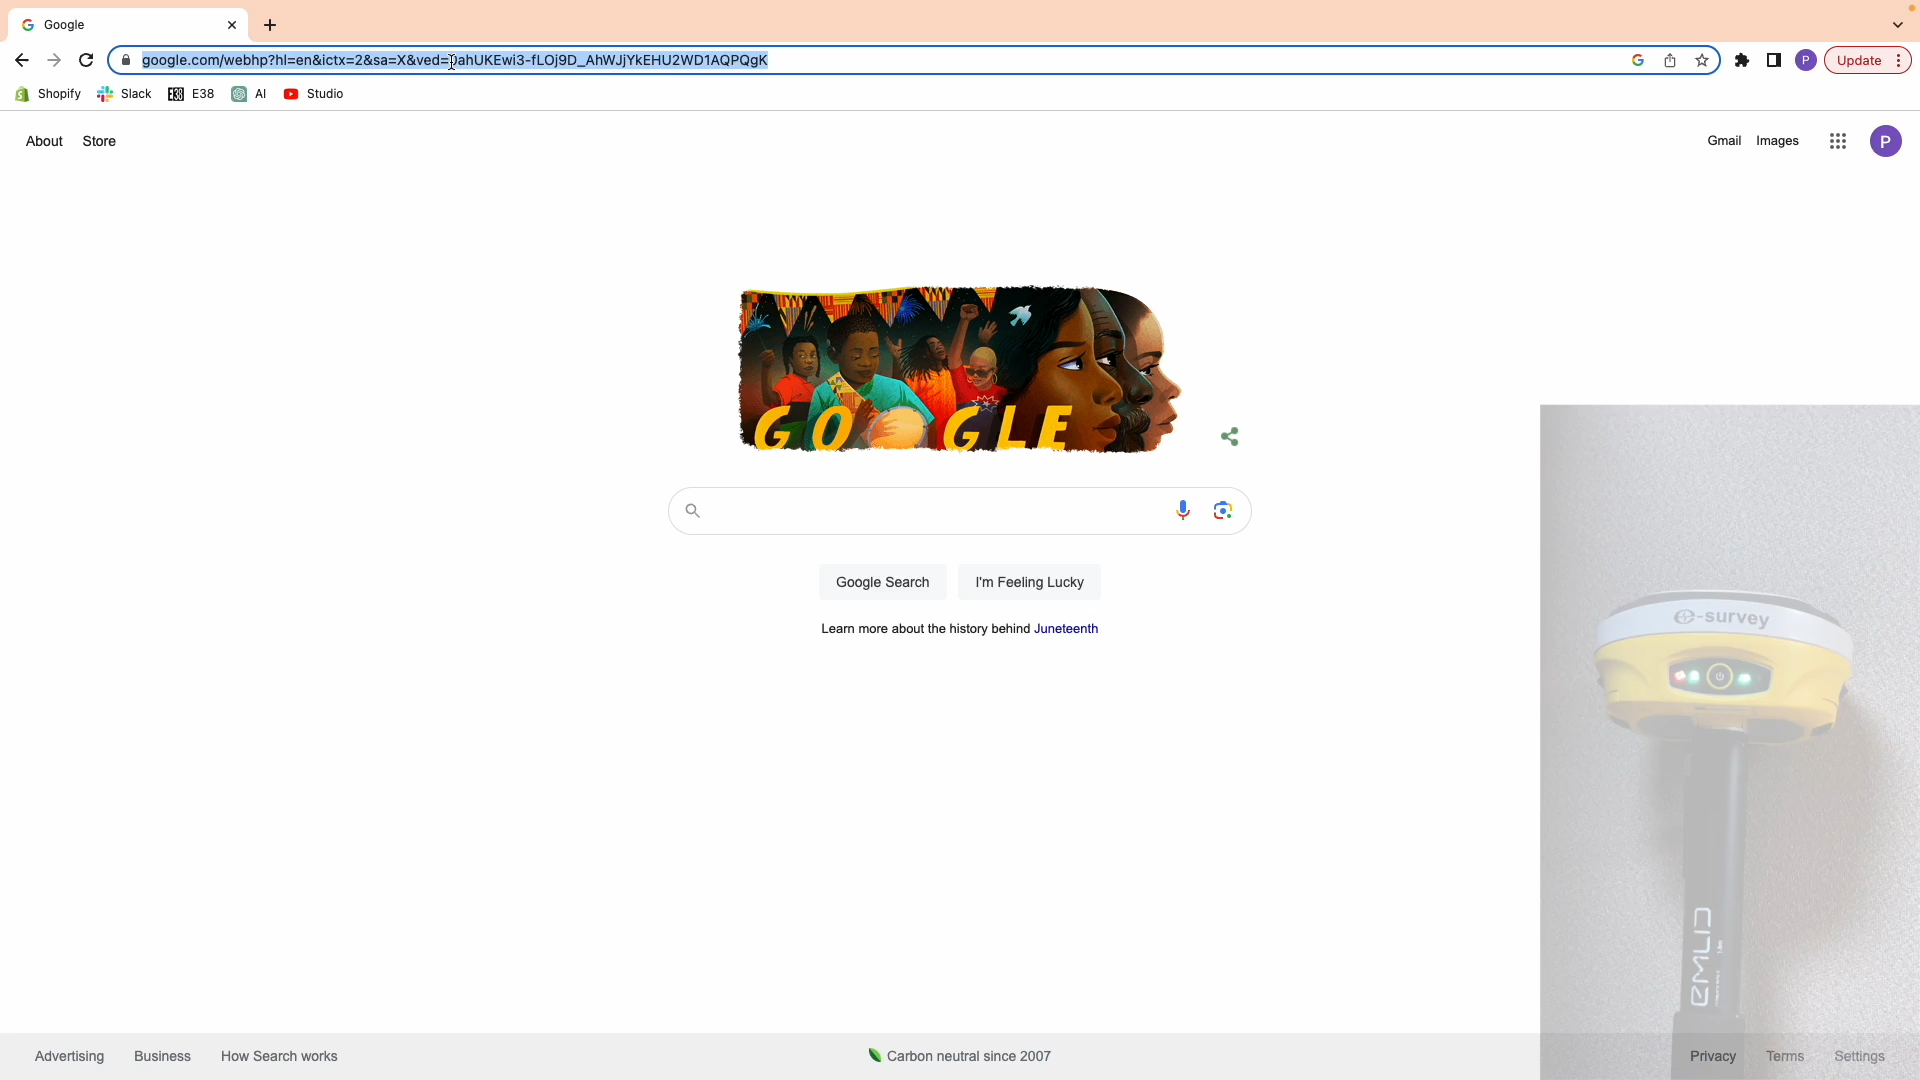 Google
google.com/webhp?hl=en&ictx=2&sa=X&ved=0ahUKEwi3-fLOj9D_AhWJjYkEHU2WD1AQPQgK
P
Update
Shopify
Slack
E38
AI
Studio
About
Store
Gmail
Images
P
GOOGLE
Google Search
I'm Feeling Lucky
Learn more about the history behind Juneteenth
e-survey
EMLID
Advertising
Business
How Search works
Carbon neutral since 2007
Privacy
Terms
Settings